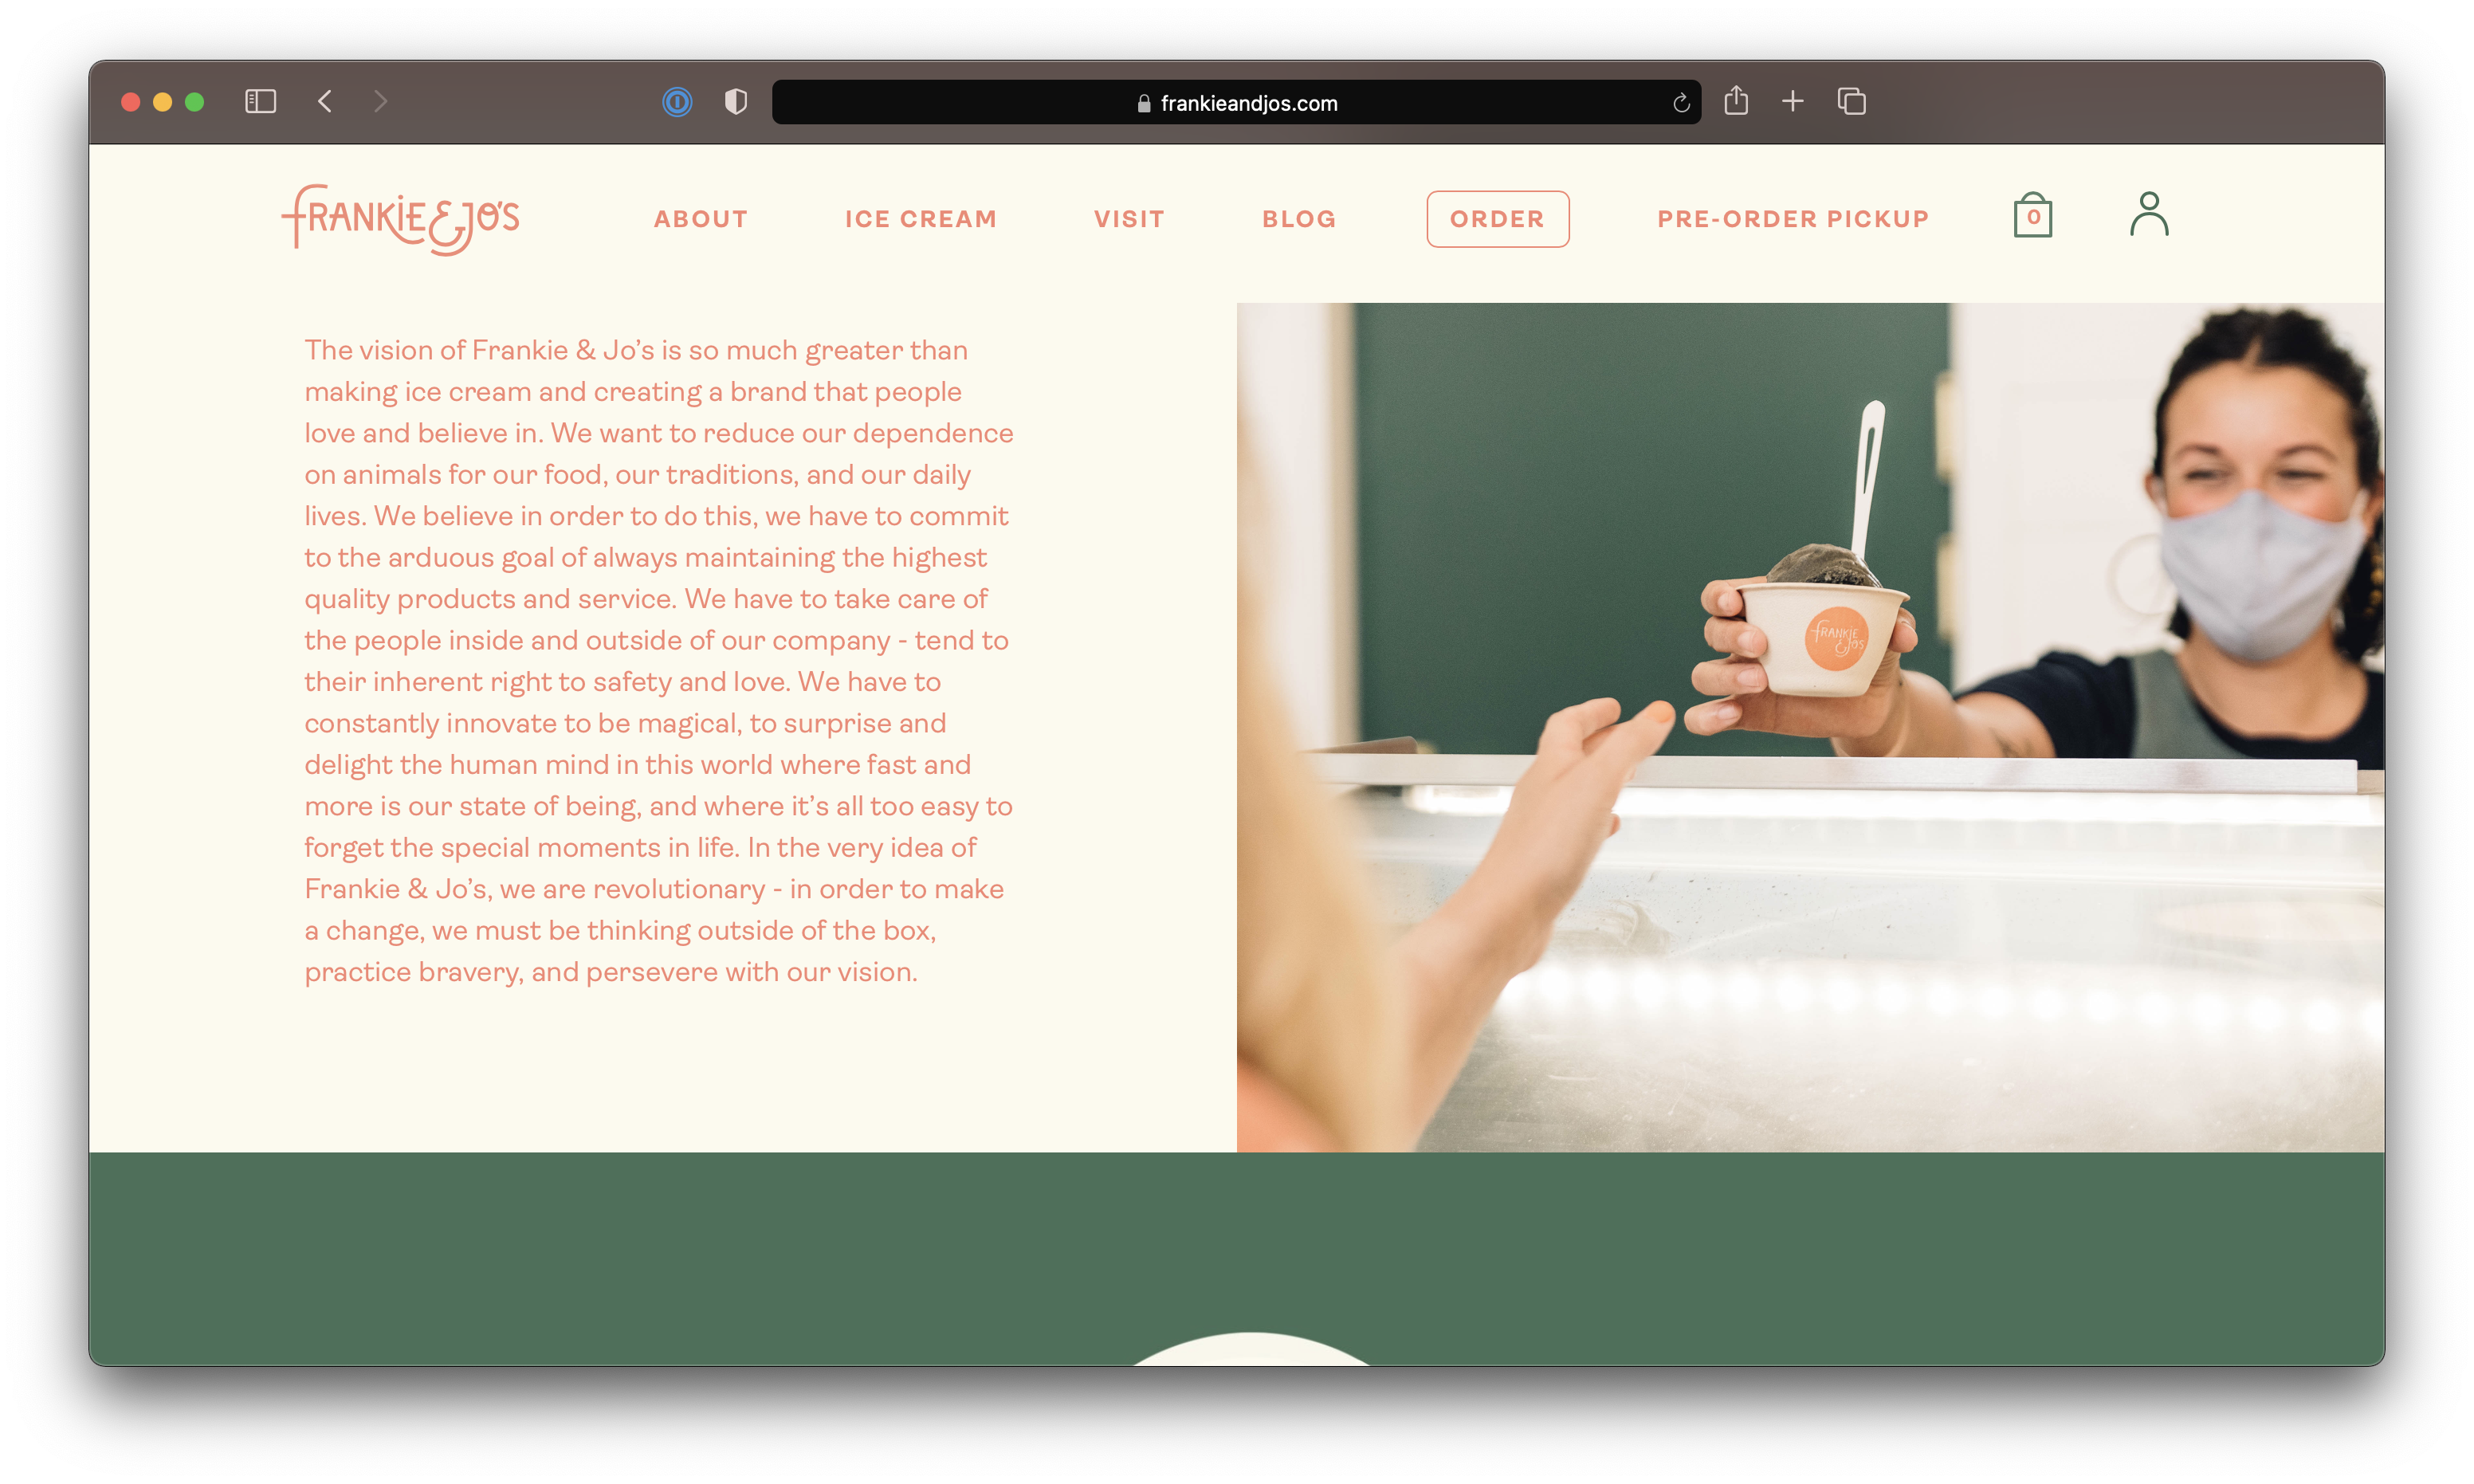 frankieandjos.com
FRANKIE & JO'S
ABOUT
ICE CREAM
VISIT
BLOG
ORDER
PRE-ORDER PICKUP
0
The vision of Frankie & Jo’s is so much greater than
making ice cream and creating a brand that people
love and believe in. We want to reduce our dependence
on animals for our food, our traditions, and our daily
lives. We believe in order to do this, we have to commit
to the arduous goal of always maintaining the highest
quality products and service. We have to take care of
the people inside and outside of our company - tend to
their inherent right to safety and love. We have to
constantly innovate to be magical, to surprise and
delight the human mind in this world where fast and
more is our state of being, and where it’s all too easy to
forget the special moments in life. In the very idea of
Frankie & Jo’s, we are revolutionary - in order to make
a change, we must be thinking outside of the box,
practice bravery, and persevere with our vision.
FRANKIE
& JO'S